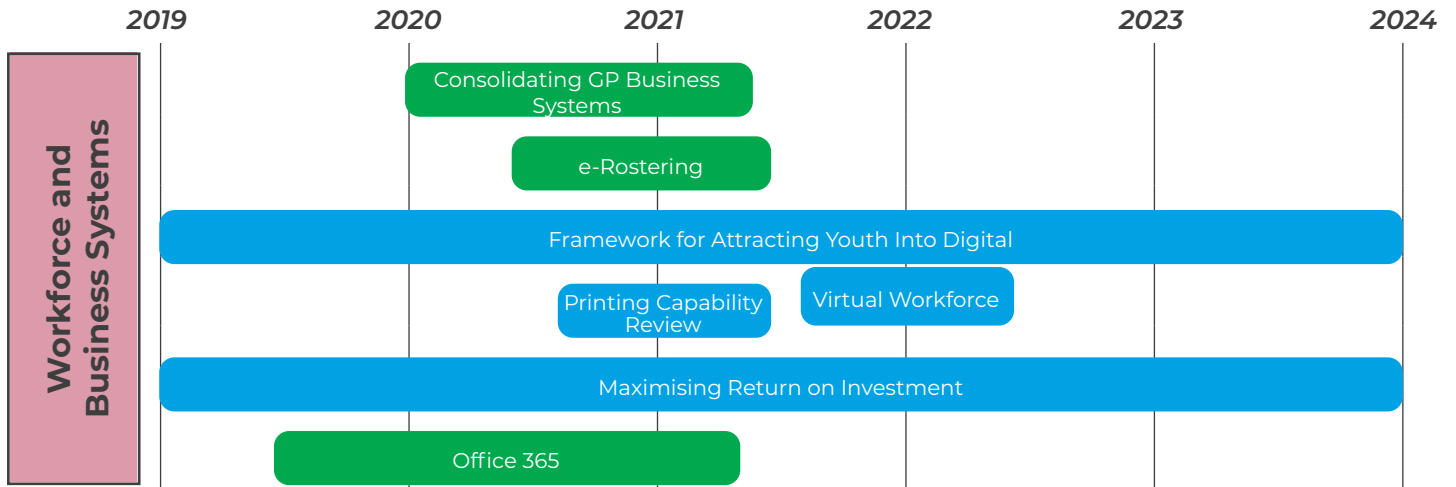 2019 2020 2021 2022 2023 2024
Workforce and
Business Systems
Consolidating GP Business
Systems
e-Rostering
Framework for Attracting Youth Into Digital
Printing Capability
Review
Virtual Workforce
Maximising Return on Investment
Office 365